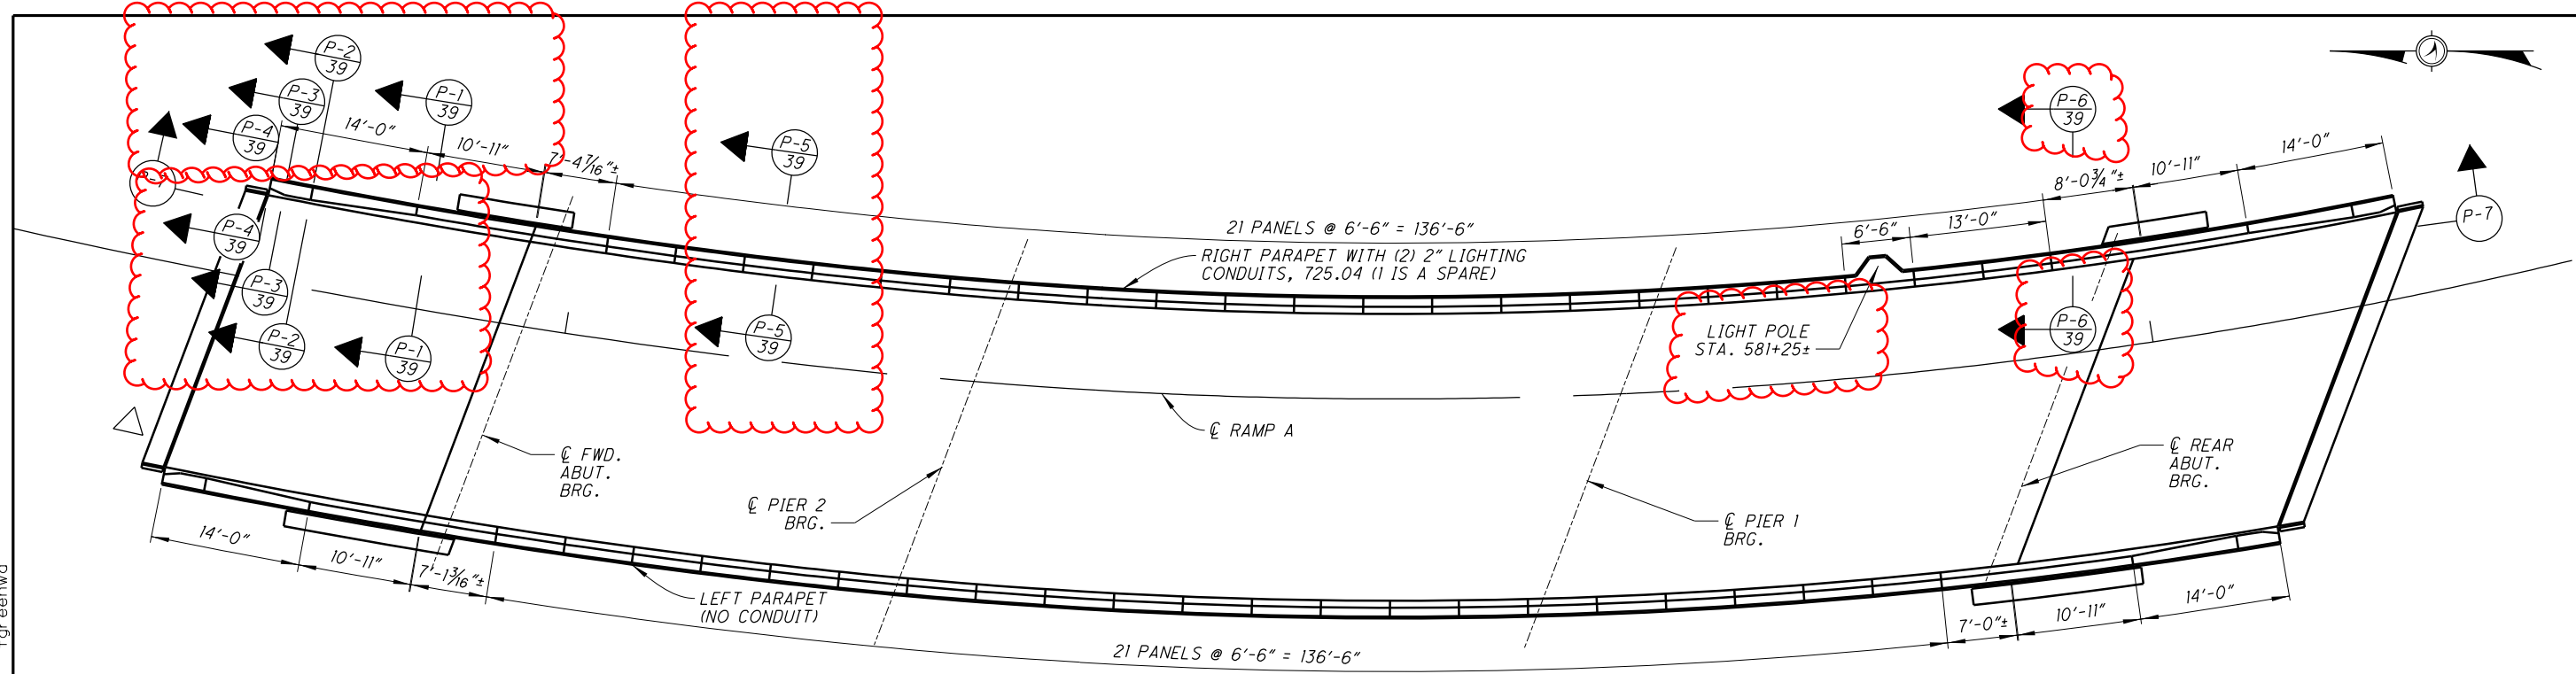 P-2
39
P-3
39
P-1
39
P-4
39
14'-0"
10'-11"
7'-4 7/16"±
P-5
39
P-6
39
8'-0 3/4"±
10'-11"
14'-0"
P-7
P-4
39
P-3
39
P-2
39
P-1
39
P-5
39
21 PANELS @ 6'-6" = 136'-6"
RIGHT PARAPET WITH (2) 2" LIGHTING
CONDUITS, 725.04 (1 IS A SPARE)
6'-6"
13'-0"
LIGHT POLE
STA. 581+25±
P-6
39
℄ RAMP A
℄ FWD.
ABUT.
BRG.
℄ PIER 2
BRG.
℄ PIER 1
BRG.
℄ REAR
ABUT.
BRG.
14'-0"
10'-11"
7'-1 3/16"±
LEFT PARAPET
(NO CONDUIT)
21 PANELS @ 6'-6" = 136'-6"
7'-0"±
10'-11"
14'-0"